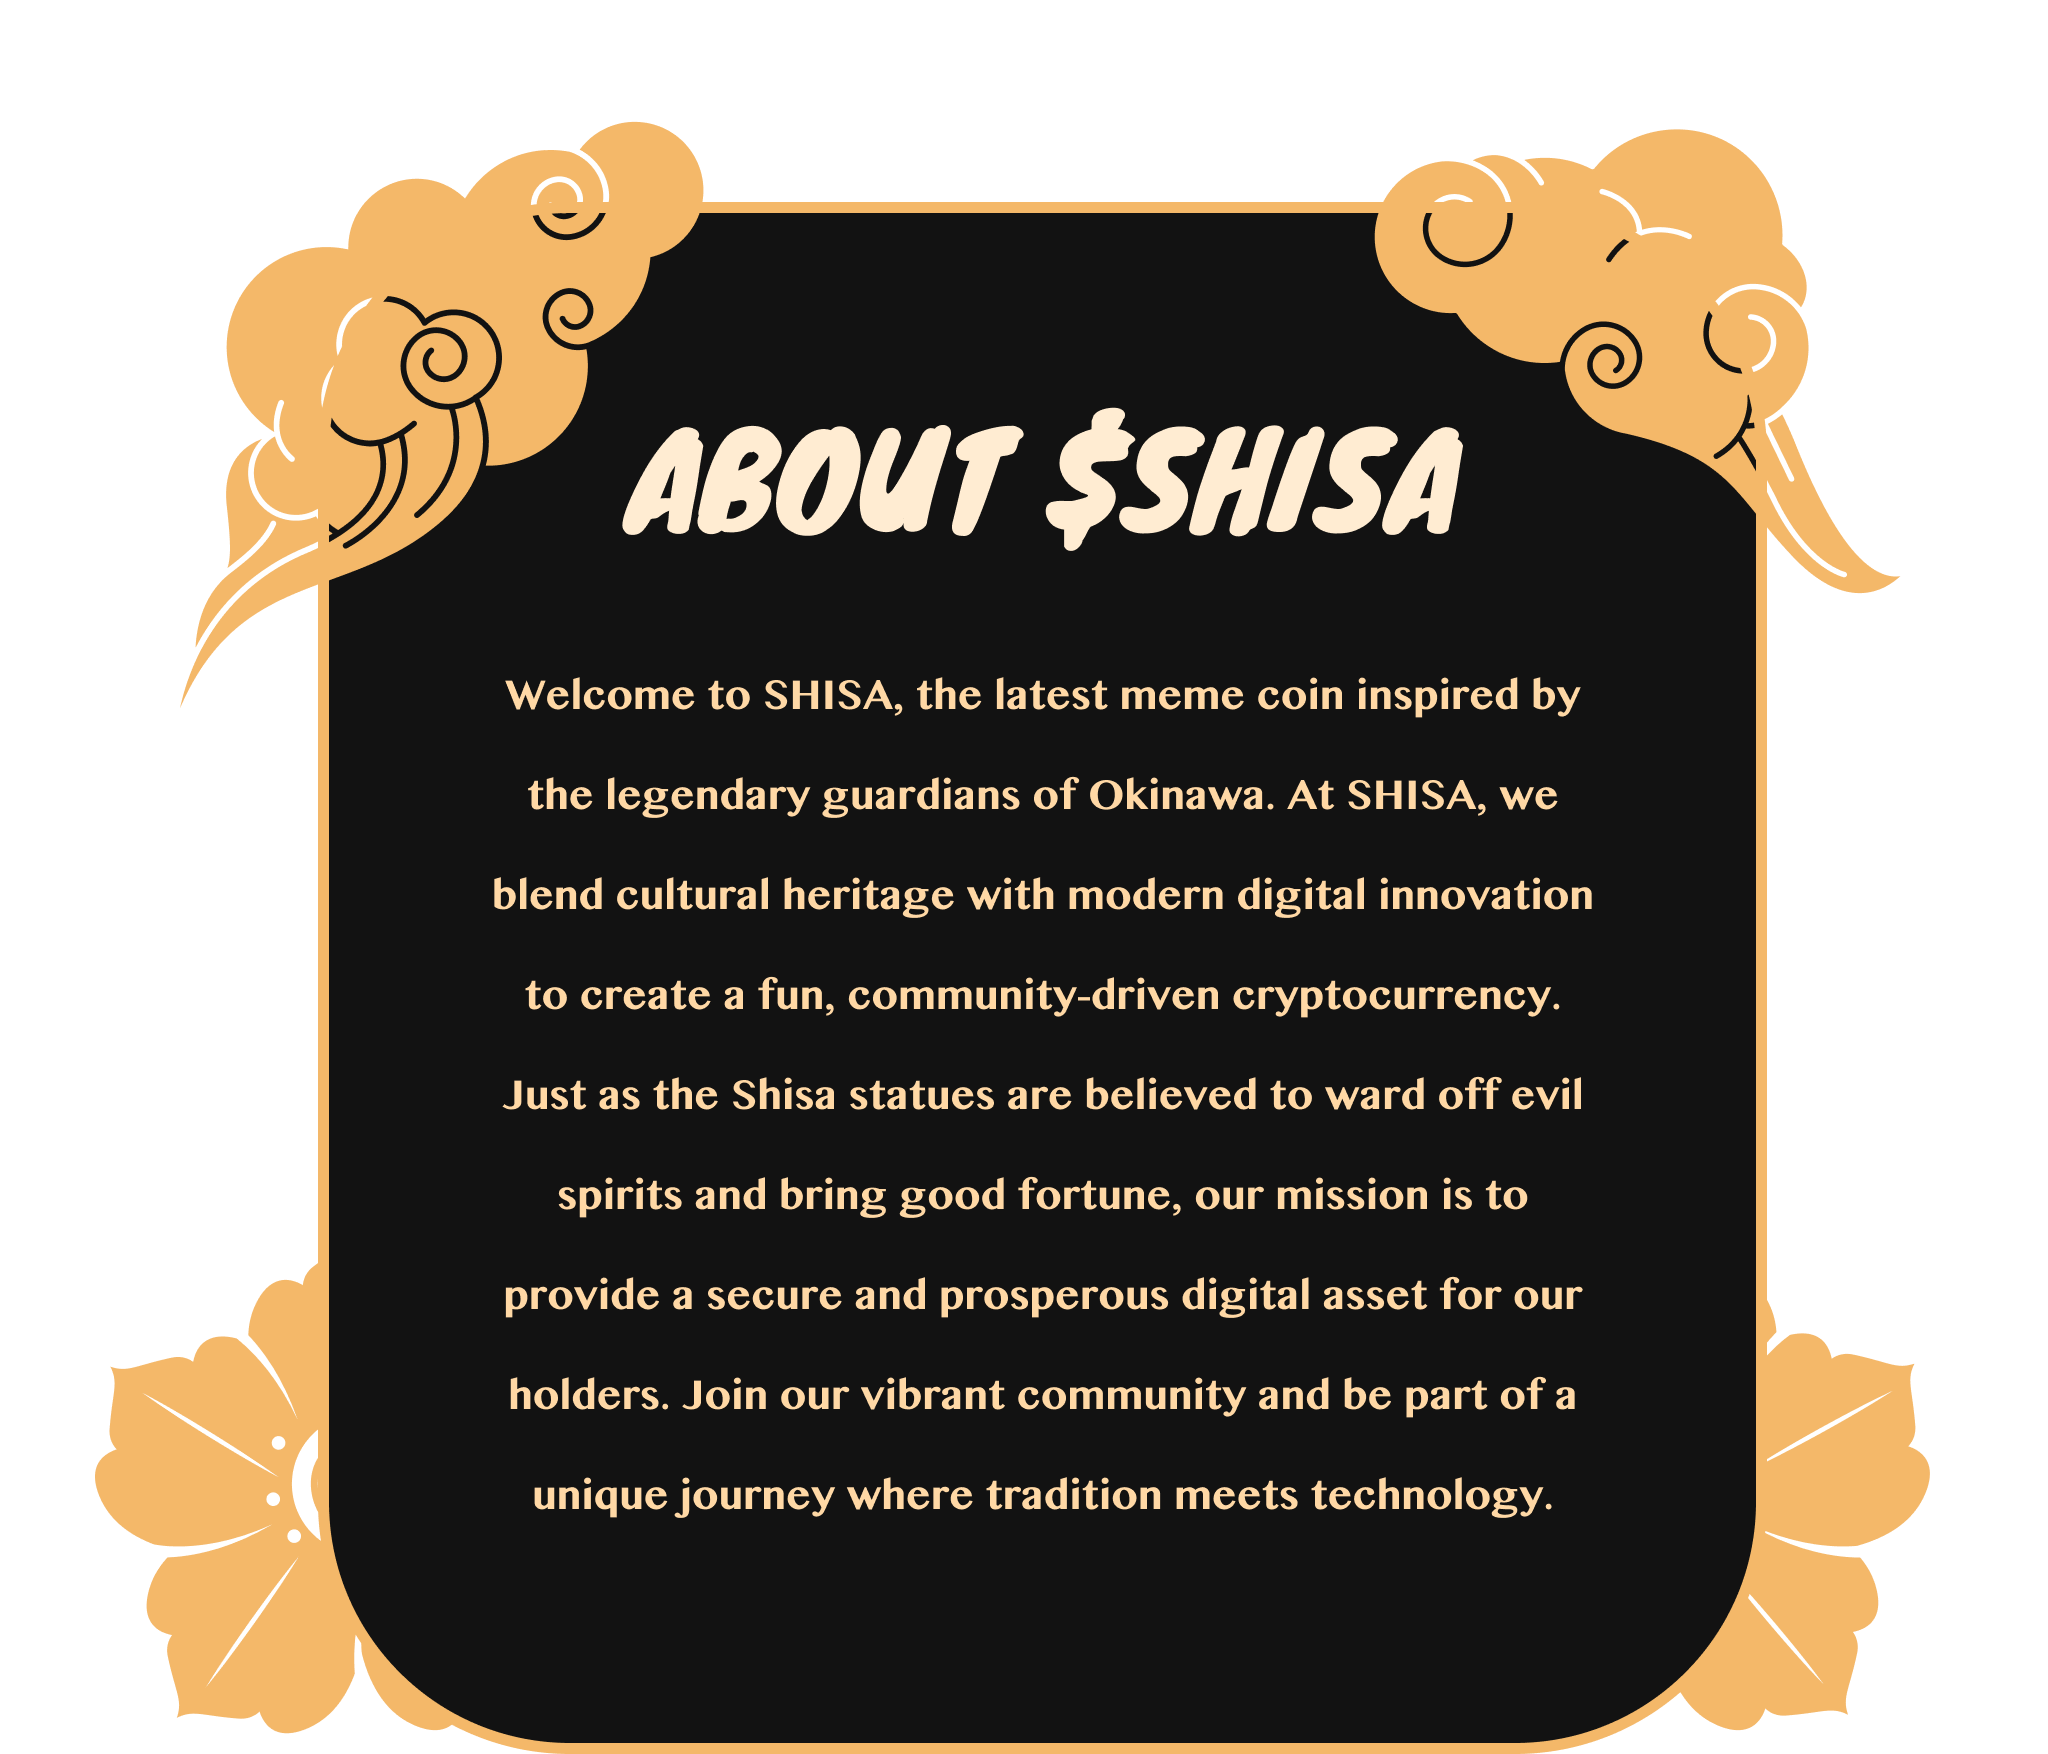 ABOUT $SHISA
Welcome to SHISA, the latest meme coin inspired by
the legendary guardians of Okinawa. At SHISA, we
blend cultural heritage with modern digital innovation
to create a fun, community-driven cryptocurrency.
Just as the Shisa statues are believed to ward off evil
spirits and bring good fortune, our mission is to
provide a secure and prosperous digital asset for our
holders. Join our vibrant community and be part of a
unique journey where tradition meets technology.